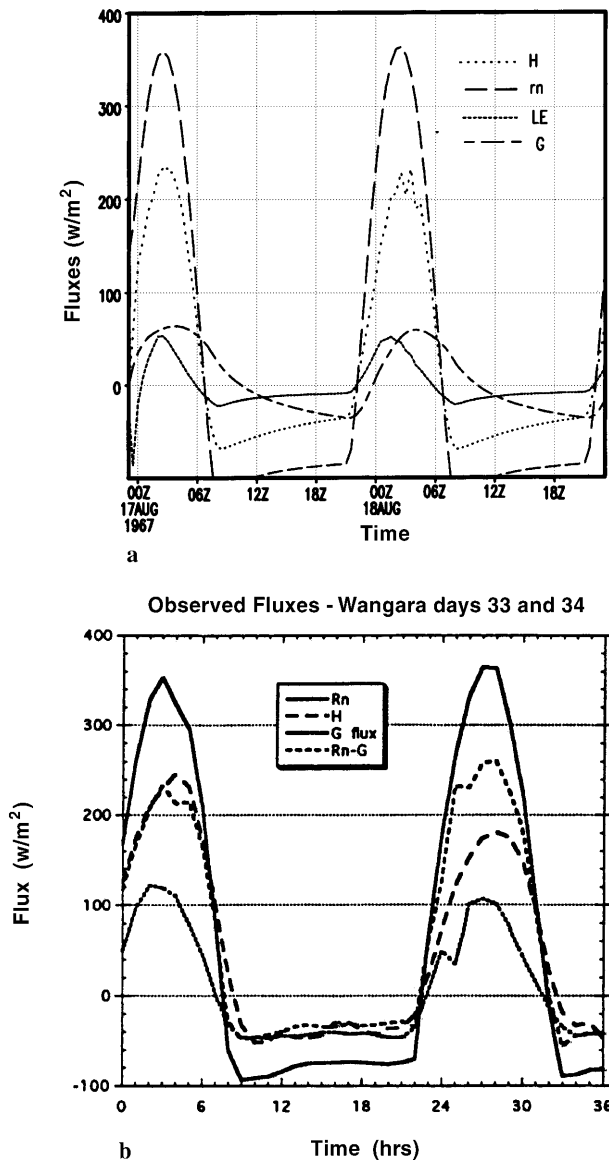 400
300
200
100
0
Fluxes (w/m²)
H
rn
LE
G
00Z 06Z 12Z 18Z 00Z 06Z 12Z 18Z
17AUG 18AUG
1967
Time
a
Observed Fluxes - Wangara days 33 and 34
400
300
200
100
0
-100
Flux (w/m²)
Rn
H
G flux
Rn-G
0 6 12 18 24 30 36
b Time (hrs)